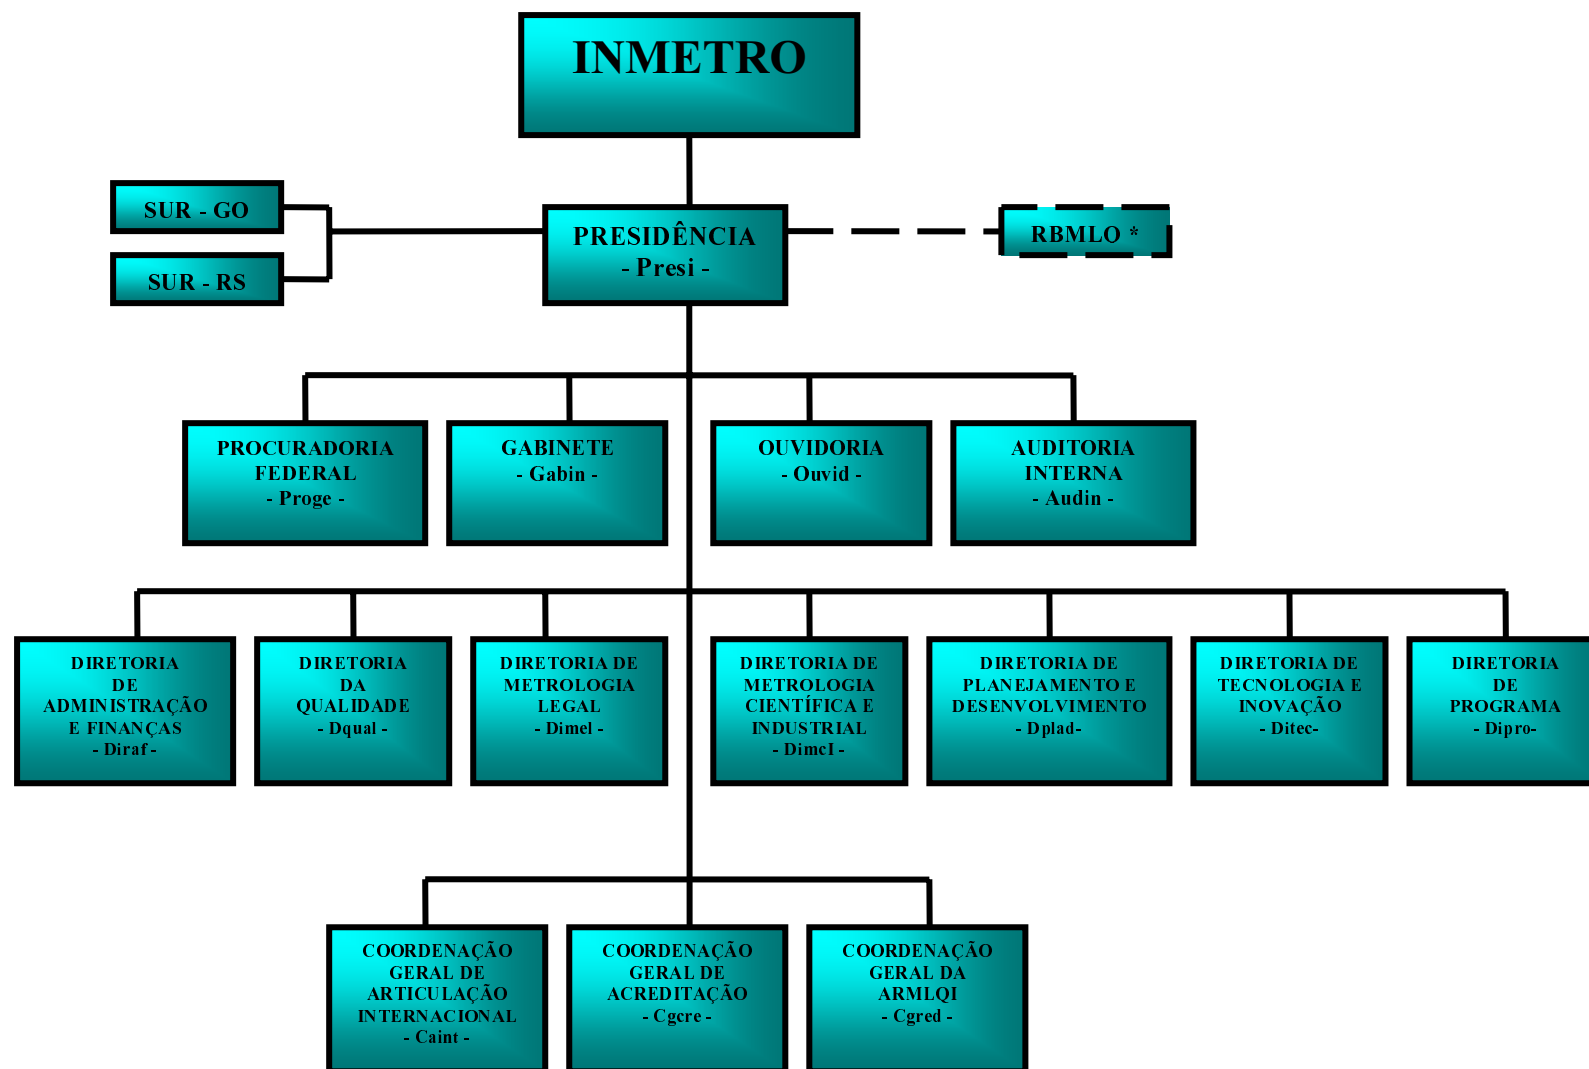 INMETRO
SUR - GO
SUR - RS
PRESIDÊNCIA
- Presi -
RBMLO *
PROCURADORIA
FEDERAL
- Proge -
GABINETE
- Gabin -
OUVIDORIA
- Ouvid -
AUDITORIA
INTERNA
- Audin -
DIRETORIA
DE
ADMINISTRAÇÃO
E FINANÇAS
- Diraf -
DIRETORIA
DA
QUALIDADE
- Dqual -
DIRETORIA DE
METROLOGIA
LEGAL
- Dimel -
DIRETORIA DE
METROLOGIA
CIENTÍFICA E
INDUSTRIAL
- DimcI -
DIRETORIA DE
PLANEJAMENTO E
DESENVOLVIMENTO
- Dplad-
DIRETORIA DE
TECNOLOGIA E
INOVAÇÃO
- Ditec-
DIRETORIA
DE
PROGRAMA
- Dipro-
COORDENAÇÃO
GERAL DE
ARTICULAÇÃO
INTERNACIONAL
- Caint -
COORDENAÇÃO
GERAL DE
ACREDITAÇÃO
- Cgcre -
COORDENAÇÃO
GERAL DA
ARMLQI
- Cgred -